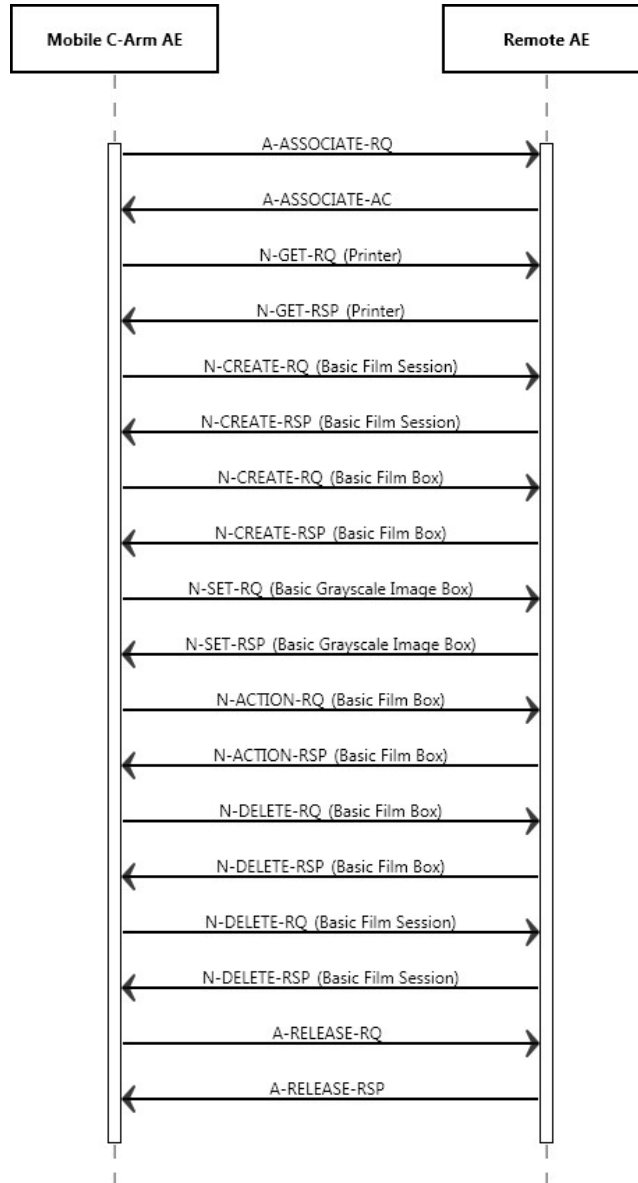 Mobile C-Arm AE
Remote AE
A-ASSOCIATE-RQ
A-ASSOCIATE-AC
N-GET-RQ (Printer)
N-GET-RSP (Printer)
N-CREATE-RQ (Basic Film Session)
N-CREATE-RSP (Basic Film Session)
N-CREATE-RQ (Basic Film Box)
N-CREATE-RSP (Basic Film Box)
N-SET-RQ (Basic Grayscale Image Box)
N-SET-RSP (Basic Grayscale Image Box)
N-ACTION-RQ (Basic Film Box)
N-ACTION-RSP (Basic Film Box)
N-DELETE-RQ (Basic Film Box)
N-DELETE-RSP (Basic Film Box)
N-DELETE-RQ (Basic Film Session)
N-DELETE-RSP (Basic Film Session)
A-RELEASE-RQ
A-RELEASE-RSP